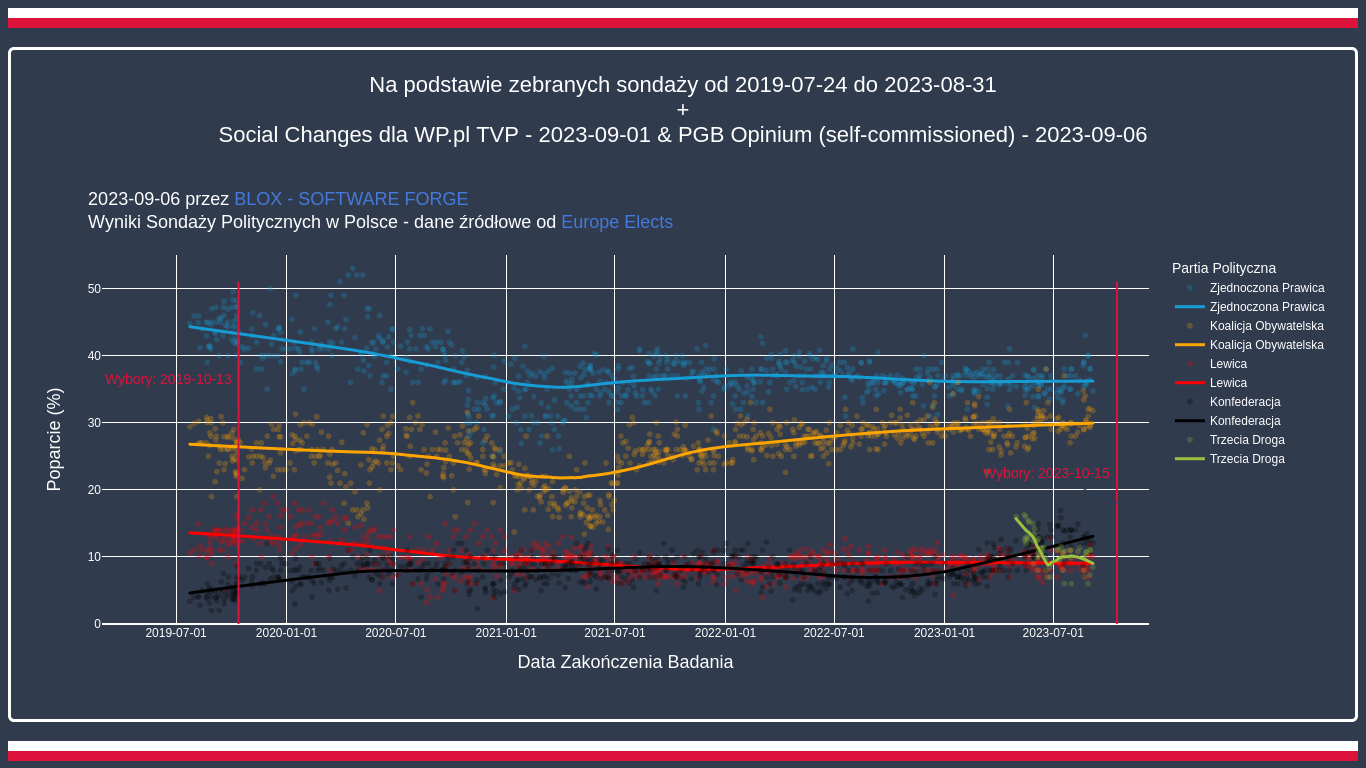 Na podstawie zebranych sondaży od 2019-07-24 do 2023-08-31
+
Social Changes dla WP.pl TVP - 2023-09-01 & PGB Opinium (self-commissioned) - 2023-09-06
2023-09-06 przez BLOX - SOFTWARE FORGE
Wyniki Sondaży Politycznych w Polsce - dane źródłowe od Europe Elects
Poparcie (%)
50
40
30
20
10
0
Wybory: 2019-10-13
Wybory: 2023-10-15
2019-07-01
2020-01-01
2020-07-01
2021-01-01
2021-07-01
2022-01-01
2022-07-01
2023-01-01
2023-07-01
Data Zakończenia Badania
Partia Polityczna
Zjednoczona Prawica
Zjednoczona Prawica
Koalicja Obywatelska
Koalicja Obywatelska
Lewica
Lewica
Konfederacja
Konfederacja
Trzecia Droga
Trzecia Droga